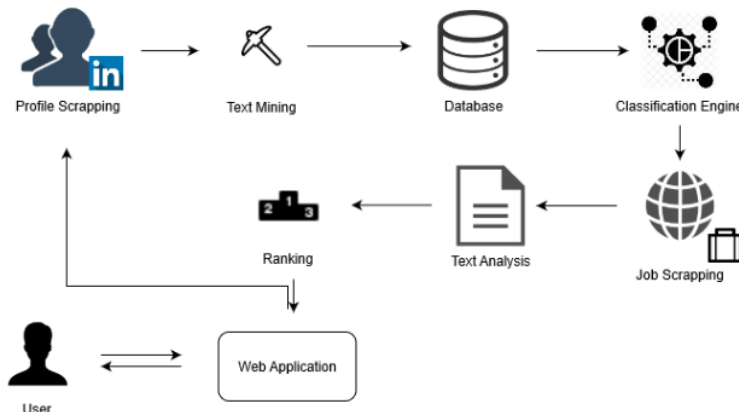 in
Profile Scrapping
Text Mining
Database
Classification Engine
2 1 3
Ranking
Text Analysis
Job Scrapping
Web Application
User